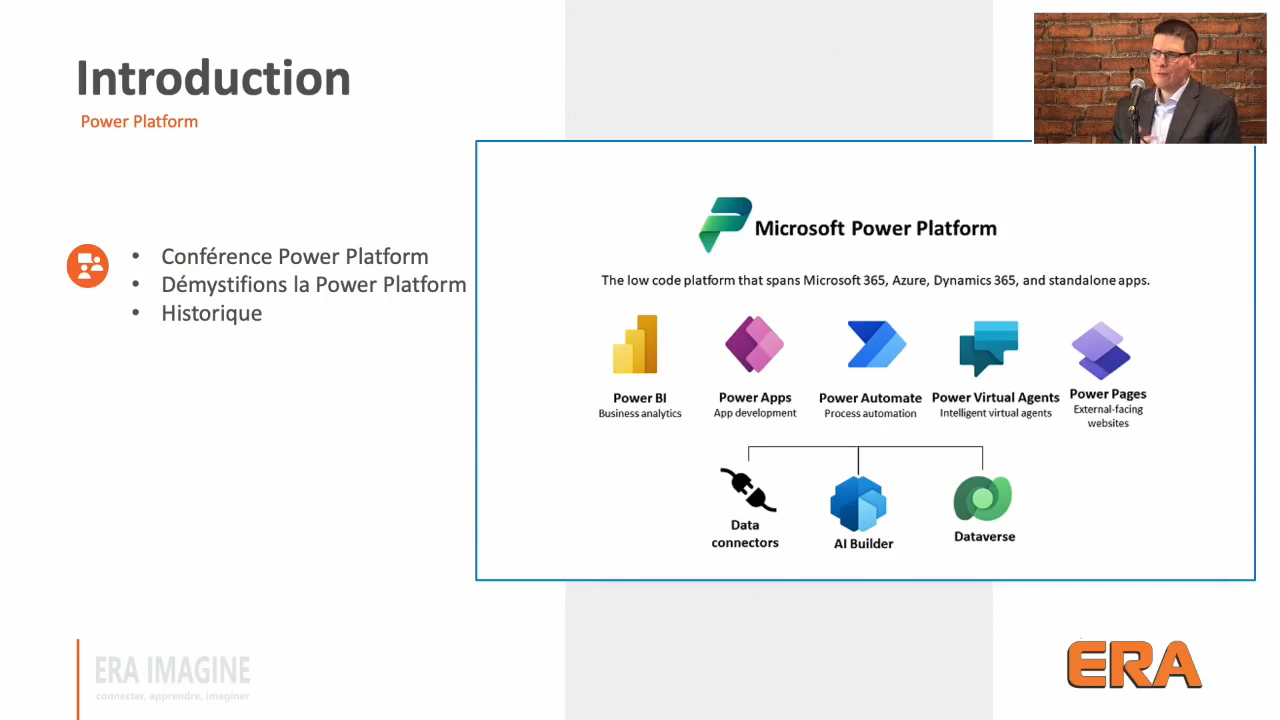 Introduction
Power Platform
• Conférence Power Platform
• Démystifions la Power Platform
• Historique
Microsoft Power Platform
The low code platform that spans Microsoft 365, Azure, Dynamics 365, and standalone apps.
Power BI
Business analytics
Power Apps
App development
Power Automate
Process automation
Power Virtual Agents
Intelligent virtual agents
Power Pages
External-facing
websites
Data
connectors
AI Builder
Dataverse
ERA IMAGINE
connecter, apprendre, imaginer
ERA